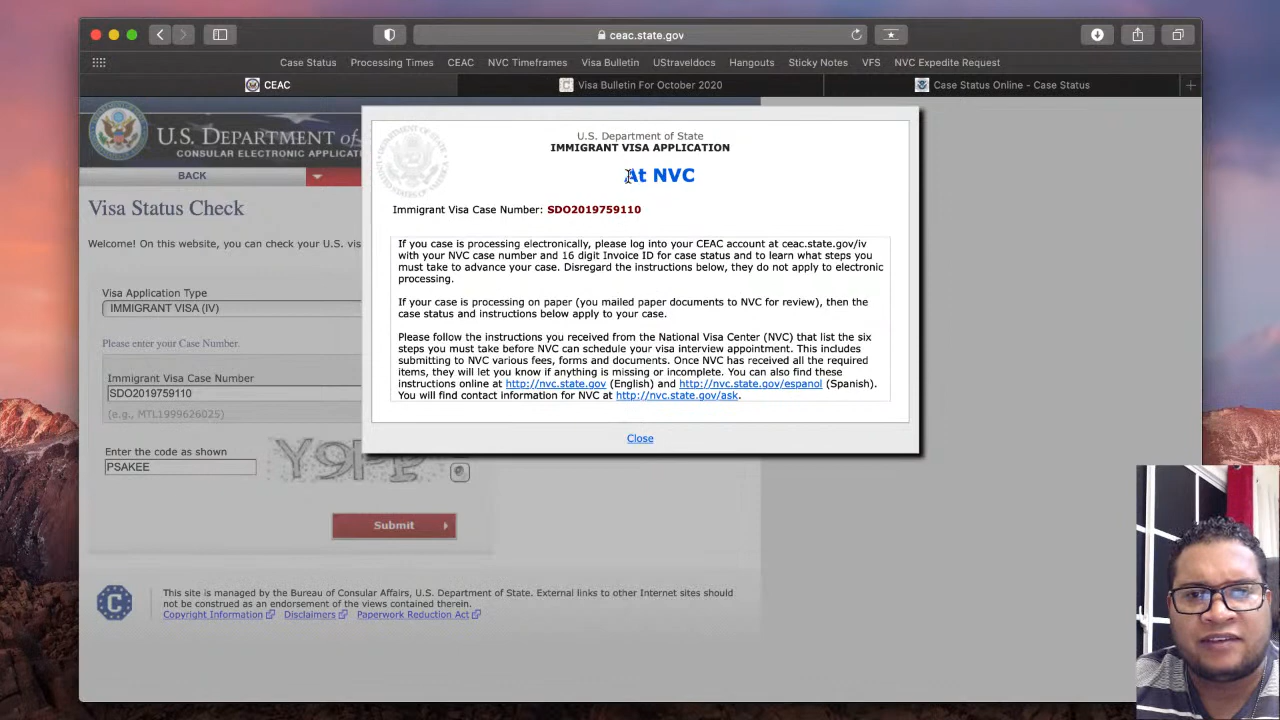 ceac.state.gov
Case Status Processing Times CEAC NVC Timeframes Visa Bulletin UStraveldocs Hangouts Sticky Notes VFS NVC Expedite Request
CEAC
Visa Bulletin For October 2020
Case Status Online - Case Status
U.S. DEPARTMENT of
CONSULAR ELECTRONIC APPLICA
BACK
Visa Status Check
Welcome! On this website, you can check your U.S. vis
Visa Application Type
IMMIGRANT VISA (IV)
Please enter your Case Number.
Immigrant Visa Case Number
SDO2019759110
(e.g., MTL1999626025)
Enter the code as shown
PSAKEE
Submit
U.S. Department of State
IMMIGRANT VISA APPLICATION
At NVC
Immigrant Visa Case Number: SDO2019759110
If you case is processing electronically, please log into your CEAC account at ceac.state.gov/iv
with your NVC case number and 16 digit Invoice ID for case status and to learn what steps you
must take to advance your case. Disregard the instructions below, they do not apply to electronic
processing.
If your case is processing on paper (you mailed paper documents to NVC for review), then the
case status and instructions below apply to your case.
Please follow the instructions you received from the National Visa Center (NVC) that list the six
steps you must take before NVC can schedule your visa interview appointment. This includes
submitting to NVC various fees, forms and documents. Once NVC has received all the required
items, they will let you know if anything is missing or incomplete. You can also find these
instructions online at http://nvc.state.gov (English) and http://nvc.state.gov/espanol (Spanish).
You will find contact information for NVC at http://nvc.state.gov/ask.
Close
This site is managed by the Bureau of Consular Affairs, U.S. Department of State. External links to other Internet sites should
not be construed as an endorsement of the views contained therein.
Copyright Information Disclaimers Paperwork Reduction Act